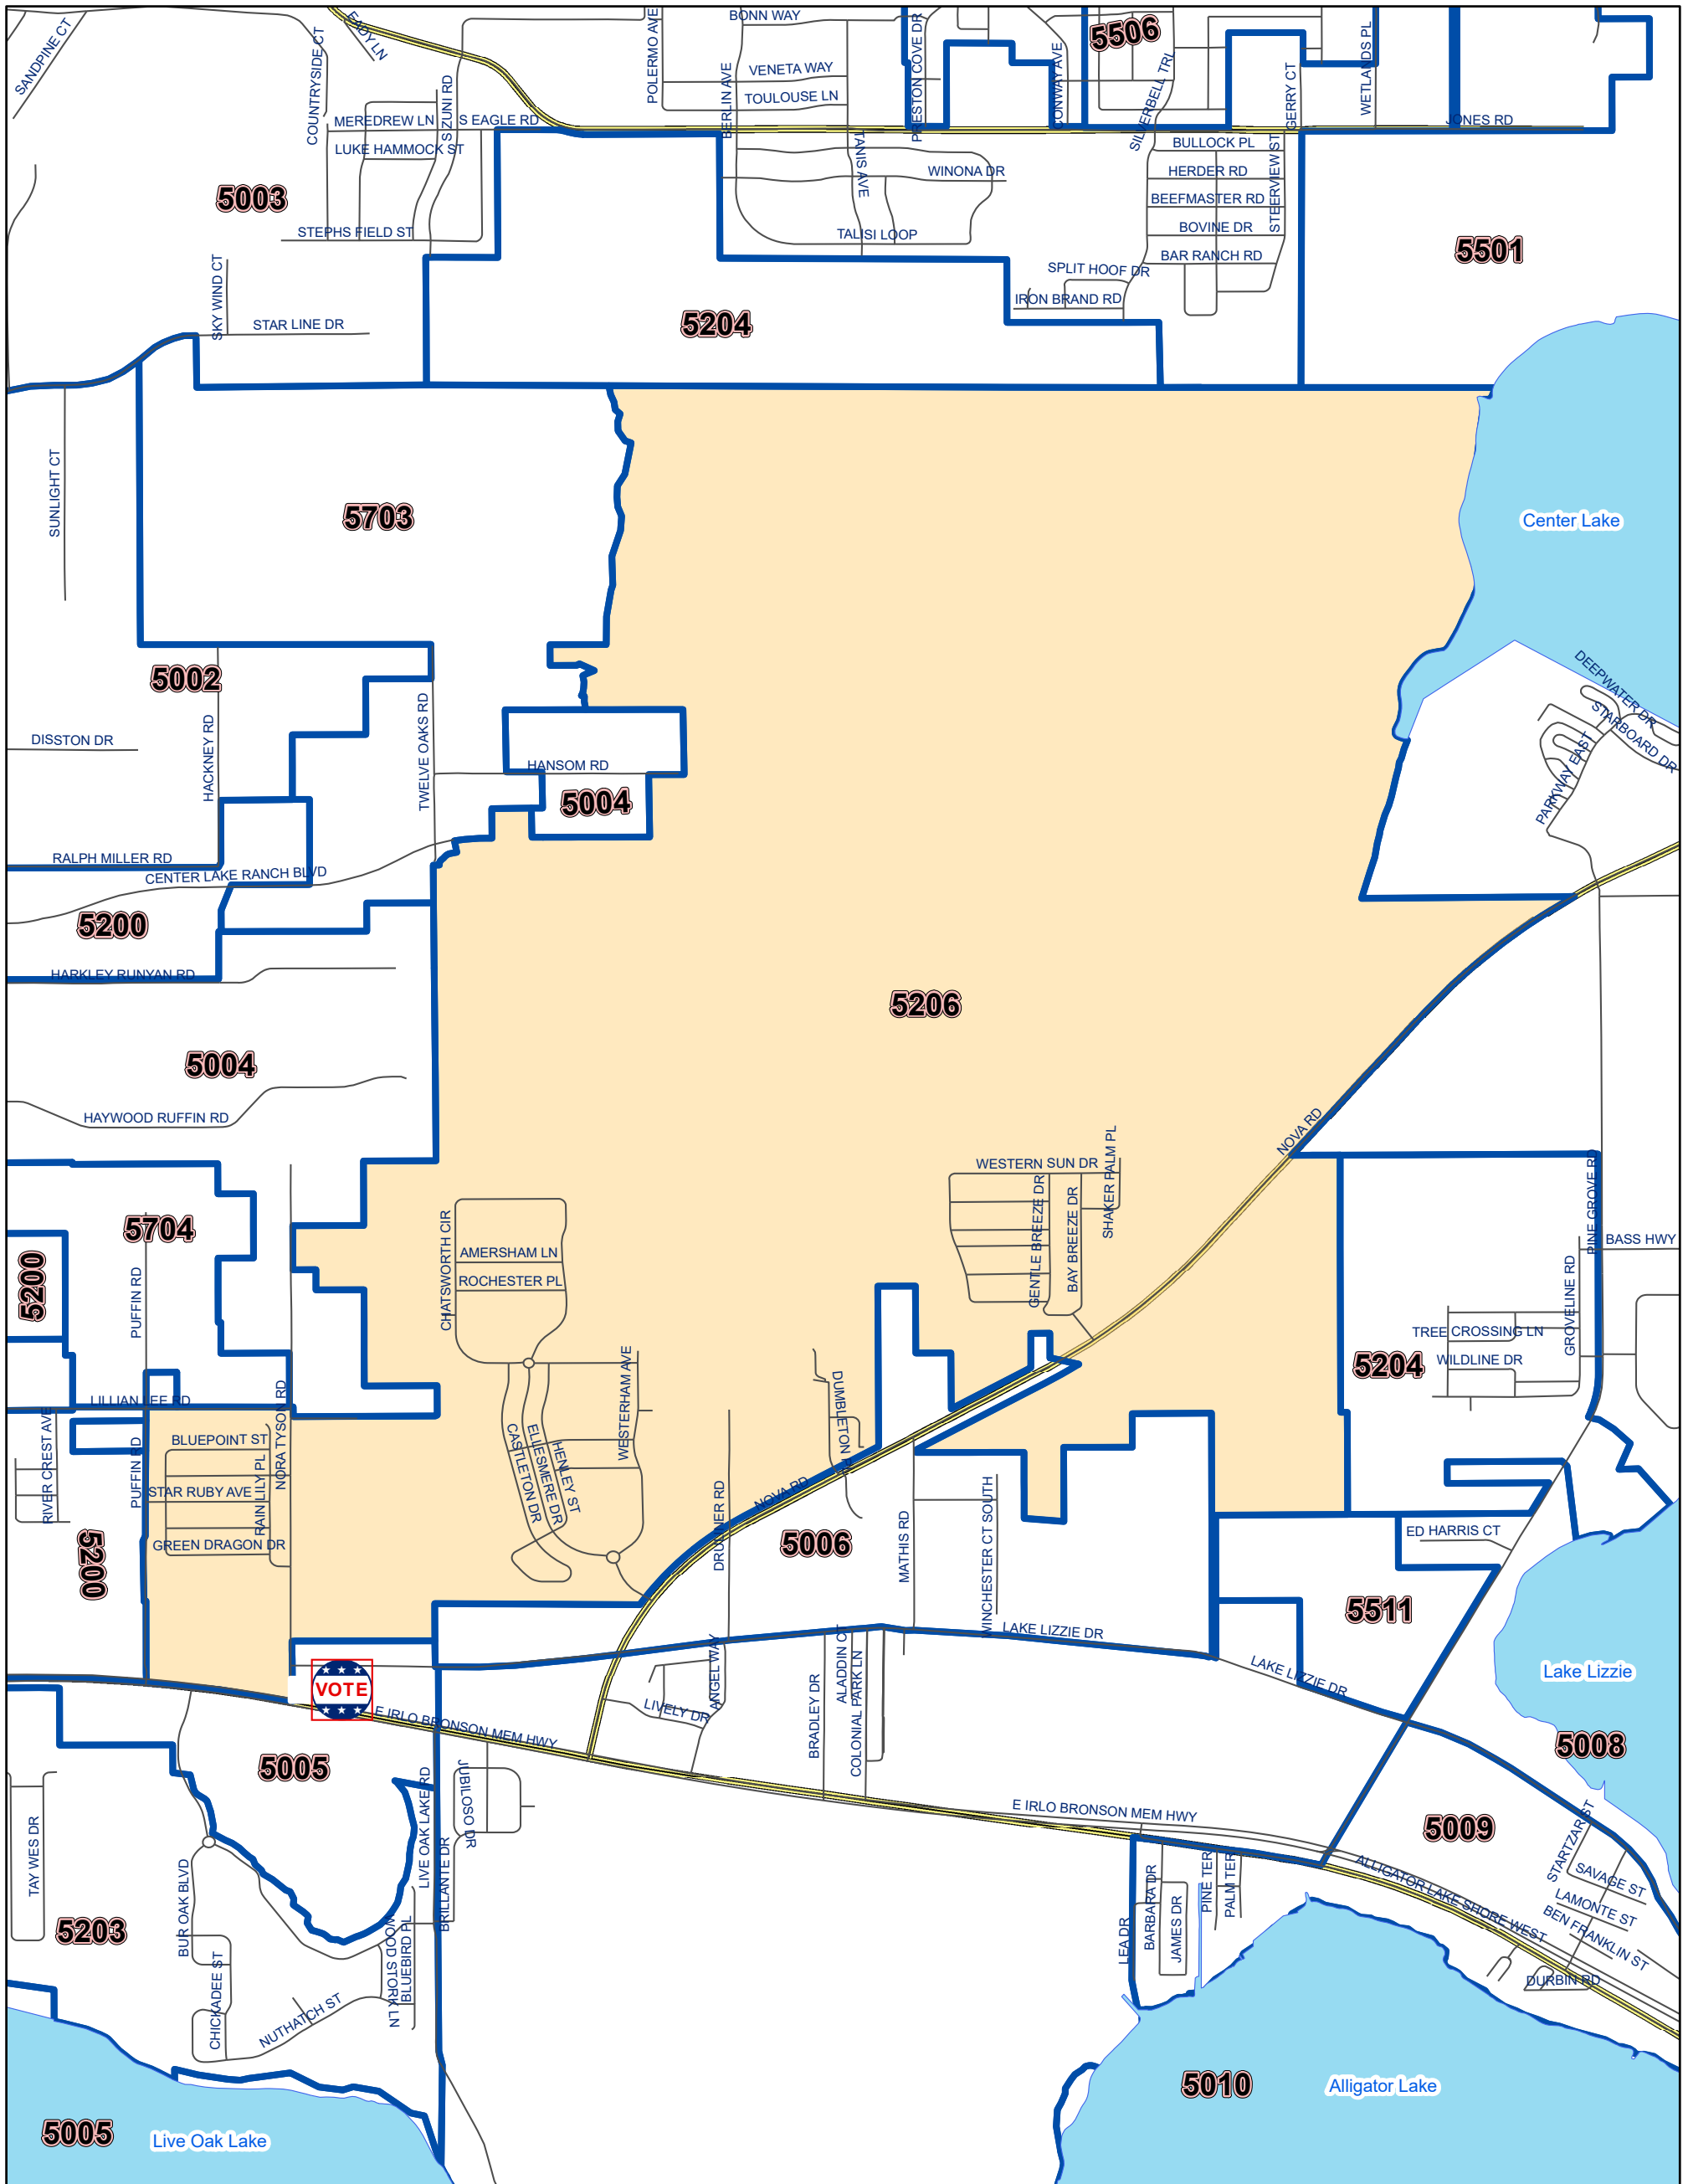 SANDPINE CT
COUNTRYSIDE CT
EADY LN
S ZUNI RD
POLERMO AVE
BONN WAY
BERLIN AVE
VENETA WAY
TOULOUSE LN
PRESTON COVE DR
CONWAY AVE
5506
SILVERBELL TRL
GERRY CT
WETLANDS PL
JONES RD
MEREDREW LN
S EAGLE RD
LUKE HAMMOCK ST
TANIS AVE
WINONA DR
BULLOCK PL
HERDER RD
BEEFMASTER RD
STEERVIEW ST
BOVINE DR
BAR RANCH RD
5003
STEPHS FIELD ST
TALISI LOOP
5501
SPLIT HOOF DR
IRON BRAND RD
SKY WIND CT
STAR LINE DR
5204
SUNLIGHT CT
5703
Center Lake
5002
DEEPWATER DR
STARBOARD DR
PARKWAY EAST
DISSTON DR
HACKNEY RD
TWELVE OAKS RD
HANSOM RD
5004
RALPH MILLER RD
CENTER LAKE RANCH BLVD
5200
HARKLEY RUNYAN RD
5206
5004
HAYWOOD RUFFIN RD
NOVA RD
WESTERN SUN DR
SHAKER PALM PL
GENTLE BREEZE DR
BAY BREEZE DR
PINE GROVE RD
BASS HWY
5704
5200
PUFFIN RD
CHATSWORTH CIR
AMERSHAM LN
ROCHESTER PL
GROVELINE RD
TREE CROSSING LN
WILDLINE DR
5204
LILLIAN LEE RD
NORA TYSON RD
WESTERHAM AVE
DUMBLETON
RIVER CREST AVE
PUFFIN RD
BLUEPOINT ST
RAIN LILY PL
STAR RUBY AVE
GREEN DRAGON DR
CASTLETON DR
ELLESMERE DR
HENLEY ST
NOVA RD
DRUMMER RD
5200
5006
MATHIS RD
WINCHESTER CT SOUTH
ED HARRIS CT
5511
LAKE LIZZIE DR
LAKE LIZZIE DR
Lake Lizzie
VOTE
E IRLO BRONSON MEM HWY
ANGEL WAY
LIVELY DR
BRADLEY DR
ALADDIN CT
COLONIAL PARK LN
5008
5005
LIVE OAK LAKE RD
JUBILOSO DR
BRILLANTE DR
E IRLO BRONSON MEM HWY
5009
STARTZAR ST
SAVAGE ST
LAMONTE ST
BEN FRANKLIN ST
ALLIGATOR LAKE SHORE WEST
DURBIN RD
TAY WES DR
BUR OAK BLVD
5203
CHICKADEE ST
NUTHATCH ST
WOOD STORK LN
BLUEBIRD PL
LEA DR
BARBARA DR
JAMES DR
PINE TER
PALM TER
5010
Alligator Lake
5005
Live Oak Lake